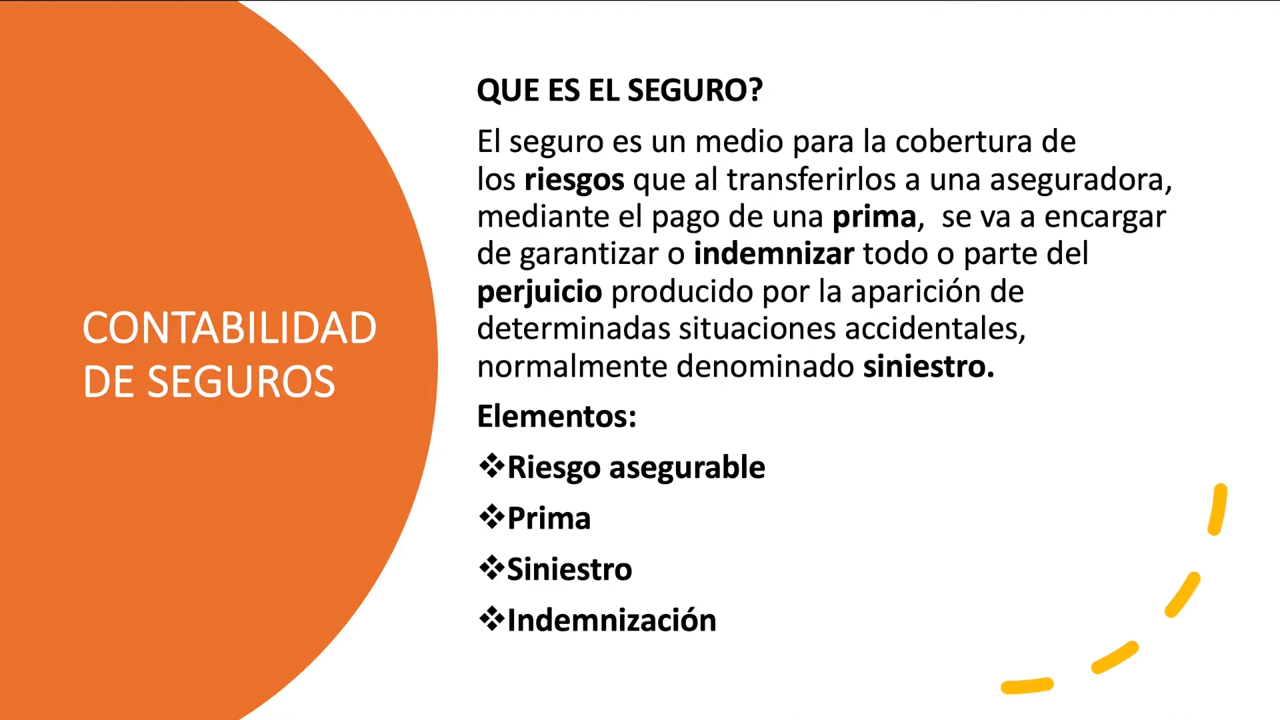 CONTABILIDAD
DE SEGUROS
QUE ES EL SEGURO?
El seguro es un medio para la cobertura de
los riesgos que al transferirlos a una aseguradora,
mediante el pago de una prima, se va a encargar
de garantizar o indemnizar todo o parte del
perjuicio producido por la aparición de
determinadas situaciones accidentales,
normalmente denominado siniestro.
Elementos:
❖Riesgo asegurable
❖Prima
❖Siniestro
❖Indemnización